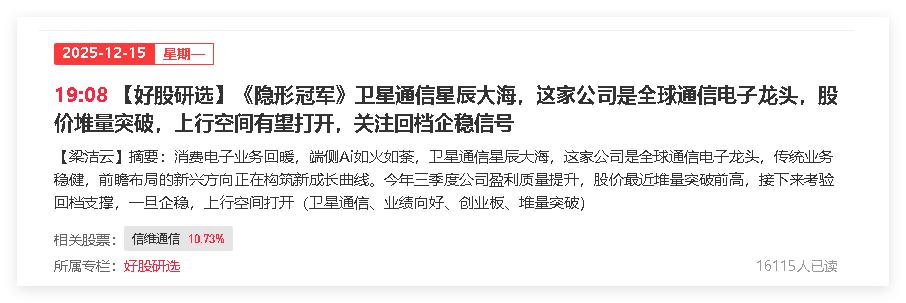 2025-12-15 星期一
19:08 【好股研选】《隐形冠军》卫星通信星辰大海，这家公司是全球通信电子龙头，股
价堆量突破，上行空间有望打开，关注回档企稳信号
【梁洁云】摘要：消费电子业务回暖，端侧Ai如火如荼，卫星通信星辰大海，这家公司是全球通信电子龙头，传统业务
稳健，前瞻布局的新兴方向正在构筑新成长曲线。今年三季度公司盈利质量提升，股价最近堆量突破前高，接下来考验
回档支撑，一旦企稳，上行空间打开（卫星通信、业绩向好、创业板、堆量突破）
相关股票： 信维通信 10.73%
所属专栏：好股研选 16115人已读